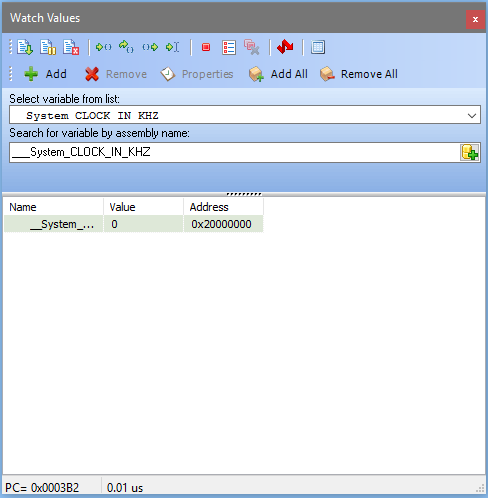 Watch Values
Add Remove Properties Add All Remove All
Select variable from list:
System CLOCK IN KHZ
Search for variable by assembly name:
___System_CLOCK_IN_KHZ
Name Value Address
__System_... 0 0x20000000
PC= 0x0003B2 0.01 us